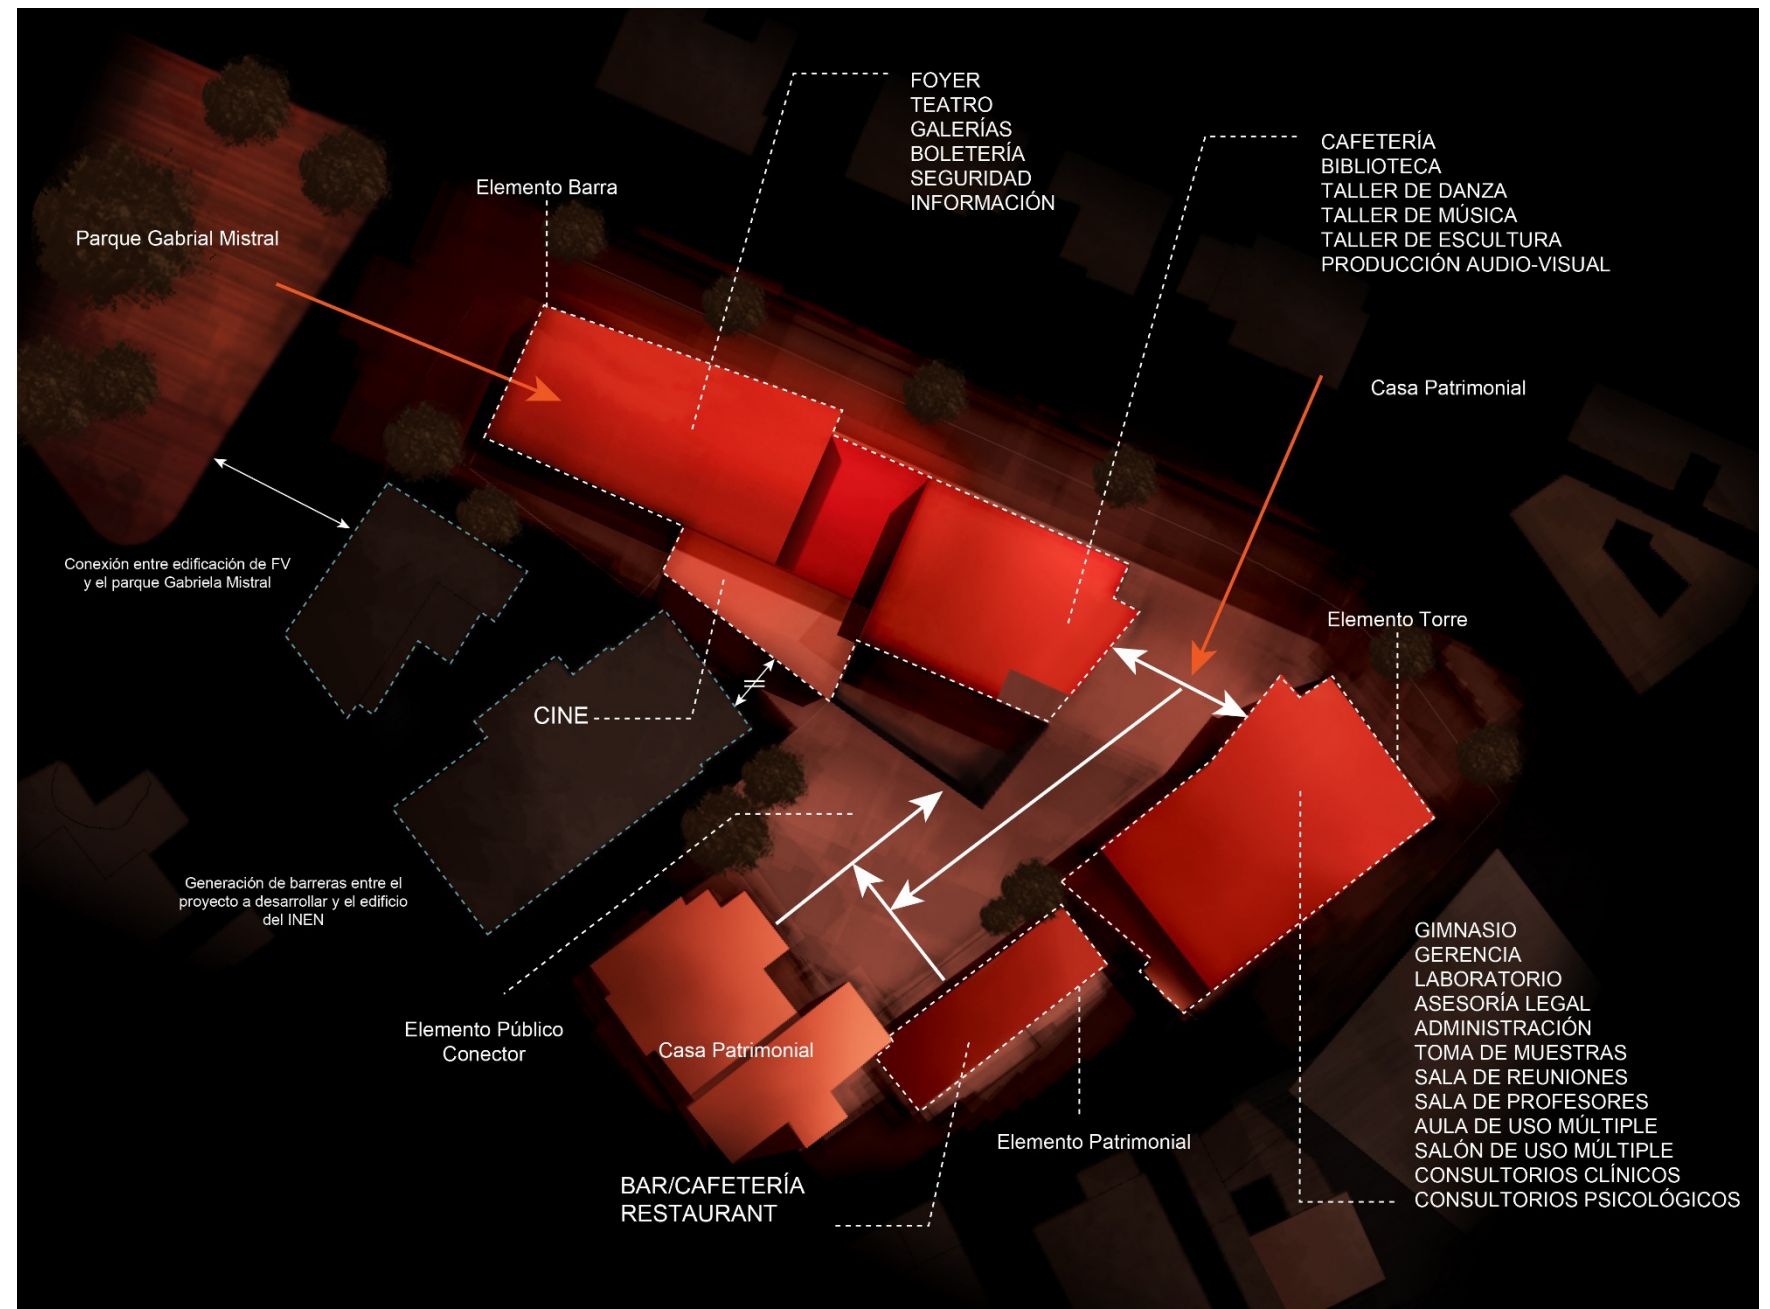 FOYER
TEATRO
GALERÍAS
BOLETERÍA
SEGURIDAD
INFORMACIÓN
CAFETERÍA
BIBLIOTECA
TALLER DE DANZA
TALLER DE MÚSICA
TALLER DE ESCULTURA
PRODUCCIÓN AUDIO-VISUAL
Elemento Barra
Parque Gabrial Mistral
Casa Patrimonial
Conexión entre edificación de FV
y el parque Gabriela Mistral
Elemento Torre
CINE
Generación de barreras entre el
proyecto a desarrollar y el edificio
del INEN
Elemento Público
Conector
Casa Patrimonial
Elemento Patrimonial
BAR/CAFETERÍA
RESTAURANT
GIMNASIO
GERENCIA
LABORATORIO
ASESORÍA LEGAL
ADMINISTRACIÓN
TOMA DE MUESTRAS
SALA DE REUNIONES
SALA DE PROFESORES
AULA DE USO MÚLTIPLE
SALÓN DE USO MÚLTIPLE
CONSULTORIOS CLÍNICOS
CONSULTORIOS PSICOLÓGICOS